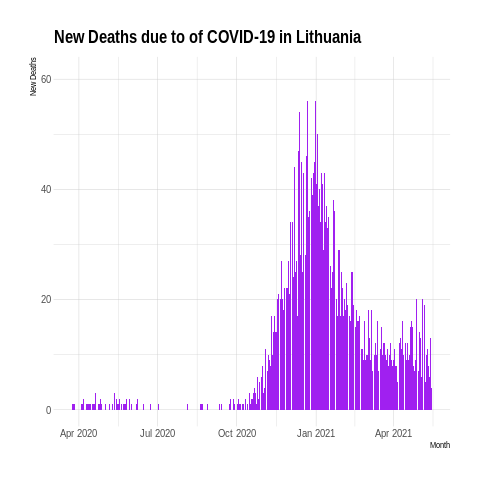 New Deaths due to of COVID-19 in Lithuania
New Deaths
60
40
20
0
Apr 2020 Jul 2020 Oct 2020 Jan 2021 Apr 2021
Month